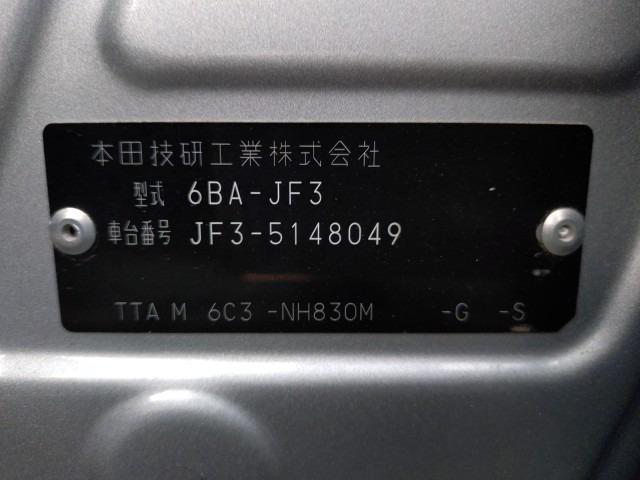 本田技研工業株式会社
型式 6BA-JF3
車台番号 JF3-5148049
TTA M 6C3 -NH830M -G -S